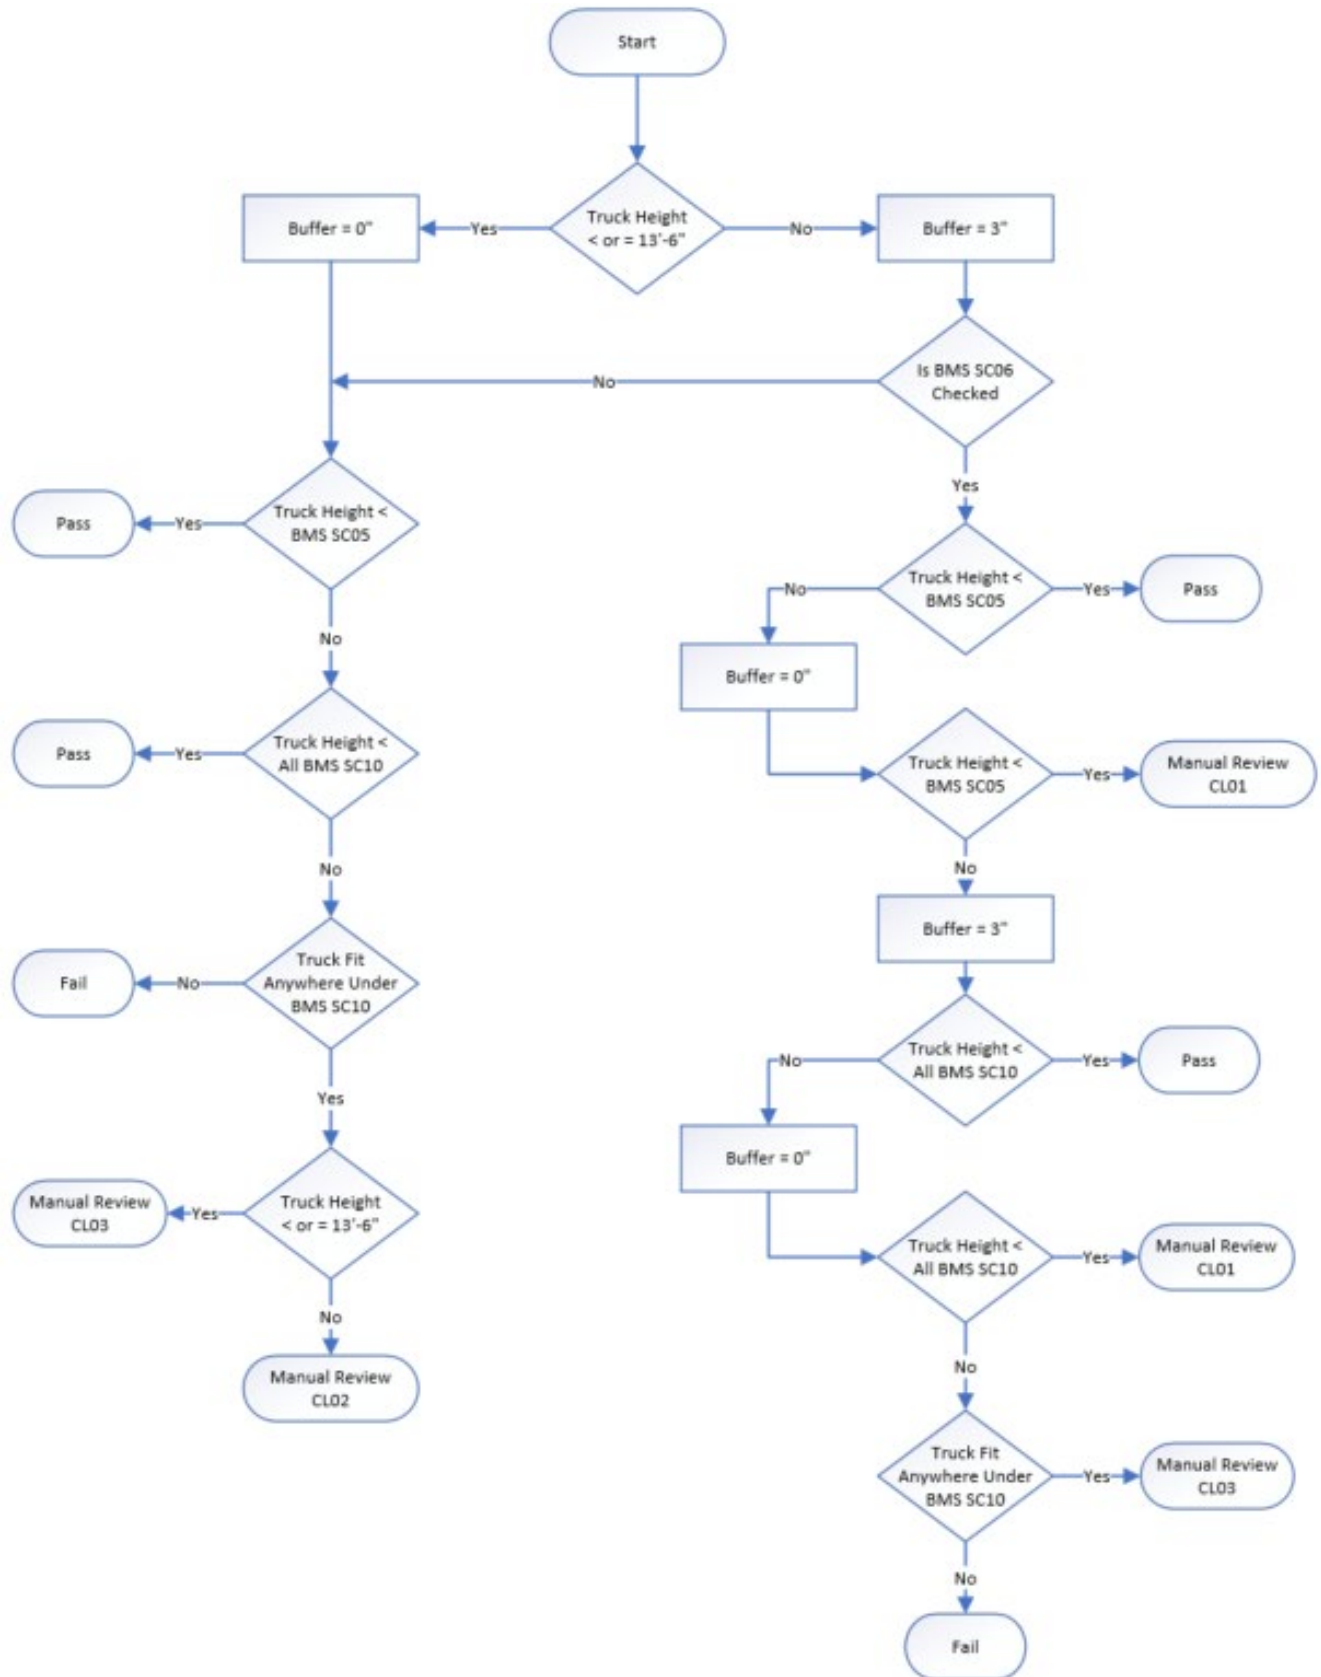 Start
Truck Height
< or = 13'-6"
Yes
No
Buffer = 0"
Buffer = 3"
Is BMS SC06
Checked
No
Yes
Truck Height <
BMS SC05
Yes
Pass
No
Truck Height <
All BMS SC10
Yes
Pass
No
Truck Fit
Anywhere Under
BMS SC10
No
Fail
Yes
Truck Height
< or = 13'-6"
Yes
Manual Review
CL03
No
Manual Review
CL02
Truck Height <
BMS SC05
Yes
Pass
No
Buffer = 0"
Truck Height <
BMS SC05
Yes
Manual Review
CL01
No
Buffer = 3"
Truck Height <
All BMS SC10
Yes
Pass
No
Buffer = 0"
Truck Height <
All BMS SC10
Yes
Manual Review
CL01
No
Truck Fit
Anywhere Under
BMS SC10
Yes
Manual Review
CL03
No
Fail